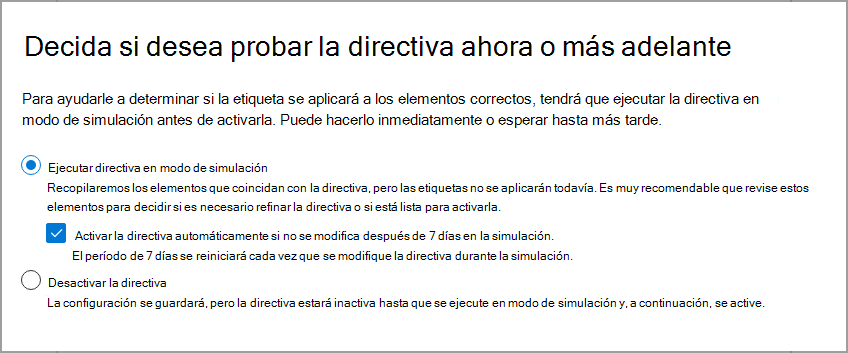 Decida si desea probar la directiva ahora o más adelante
Para ayudarle a determinar si la etiqueta se aplicará a los elementos correctos, tendrá que ejecutar la directiva en
modo de simulación antes de activarla. Puede hacerlo inmediatamente o esperar hasta más tarde.
Ejecutar directiva en modo de simulación
Recopilaremos los elementos que coincidan con la directiva, pero las etiquetas no se aplicarán todavía. Es muy recomendable que revise estos
elementos para decidir si es necesario refinar la directiva o si está lista para activarla.
Activar la directiva automáticamente si no se modifica después de 7 días en la simulación.
El período de 7 días se reiniciará cada vez que se modifique la directiva durante la simulación.
Desactivar la directiva
La configuración se guardará, pero la directiva estará inactiva hasta que se ejecute en modo de simulación y, a continuación, se active.